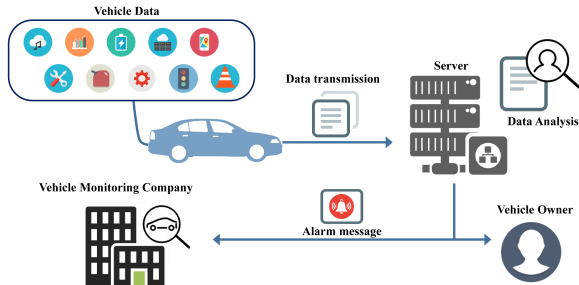 Vehicle Data
Data transmission
Server
Data Analysis
Vehicle Monitoring Company
Alarm message
Vehicle Owner